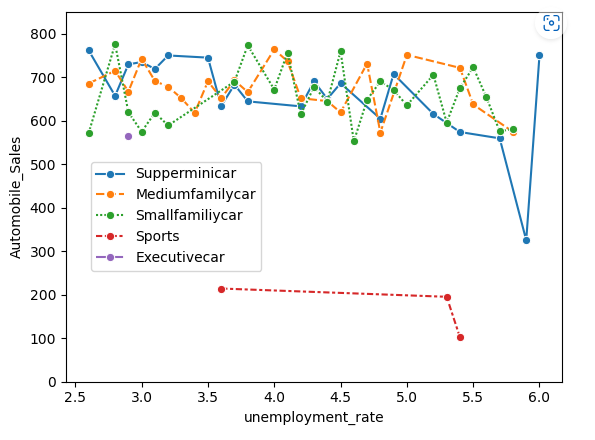 800
700
600
500
400
300
200
100
0
Automobile_Sales
Supperminicar
Mediumfamilycar
Smallfamiliycar
Sports
Executivecar
2.5 3.0 3.5 4.0 4.5 5.0 5.5 6.0
unemployment_rate